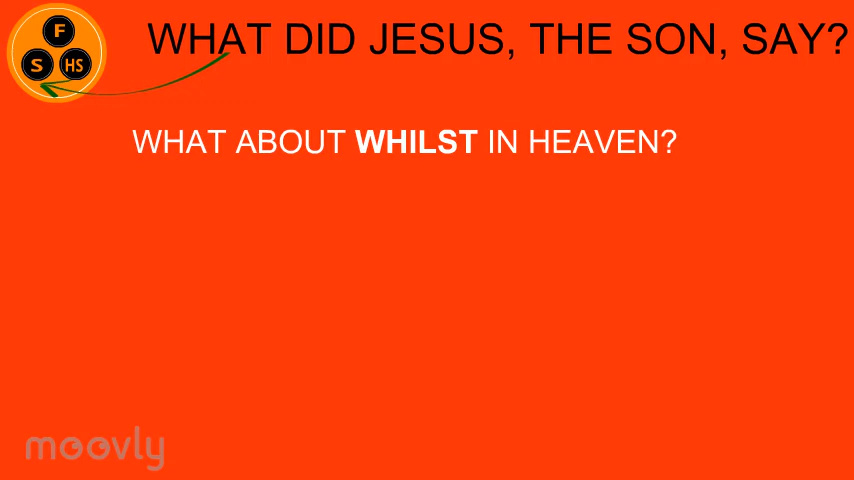 F
S HS
WHAT DID JESUS, THE SON, SAY?
WHAT ABOUT WHILST IN HEAVEN?
moovly